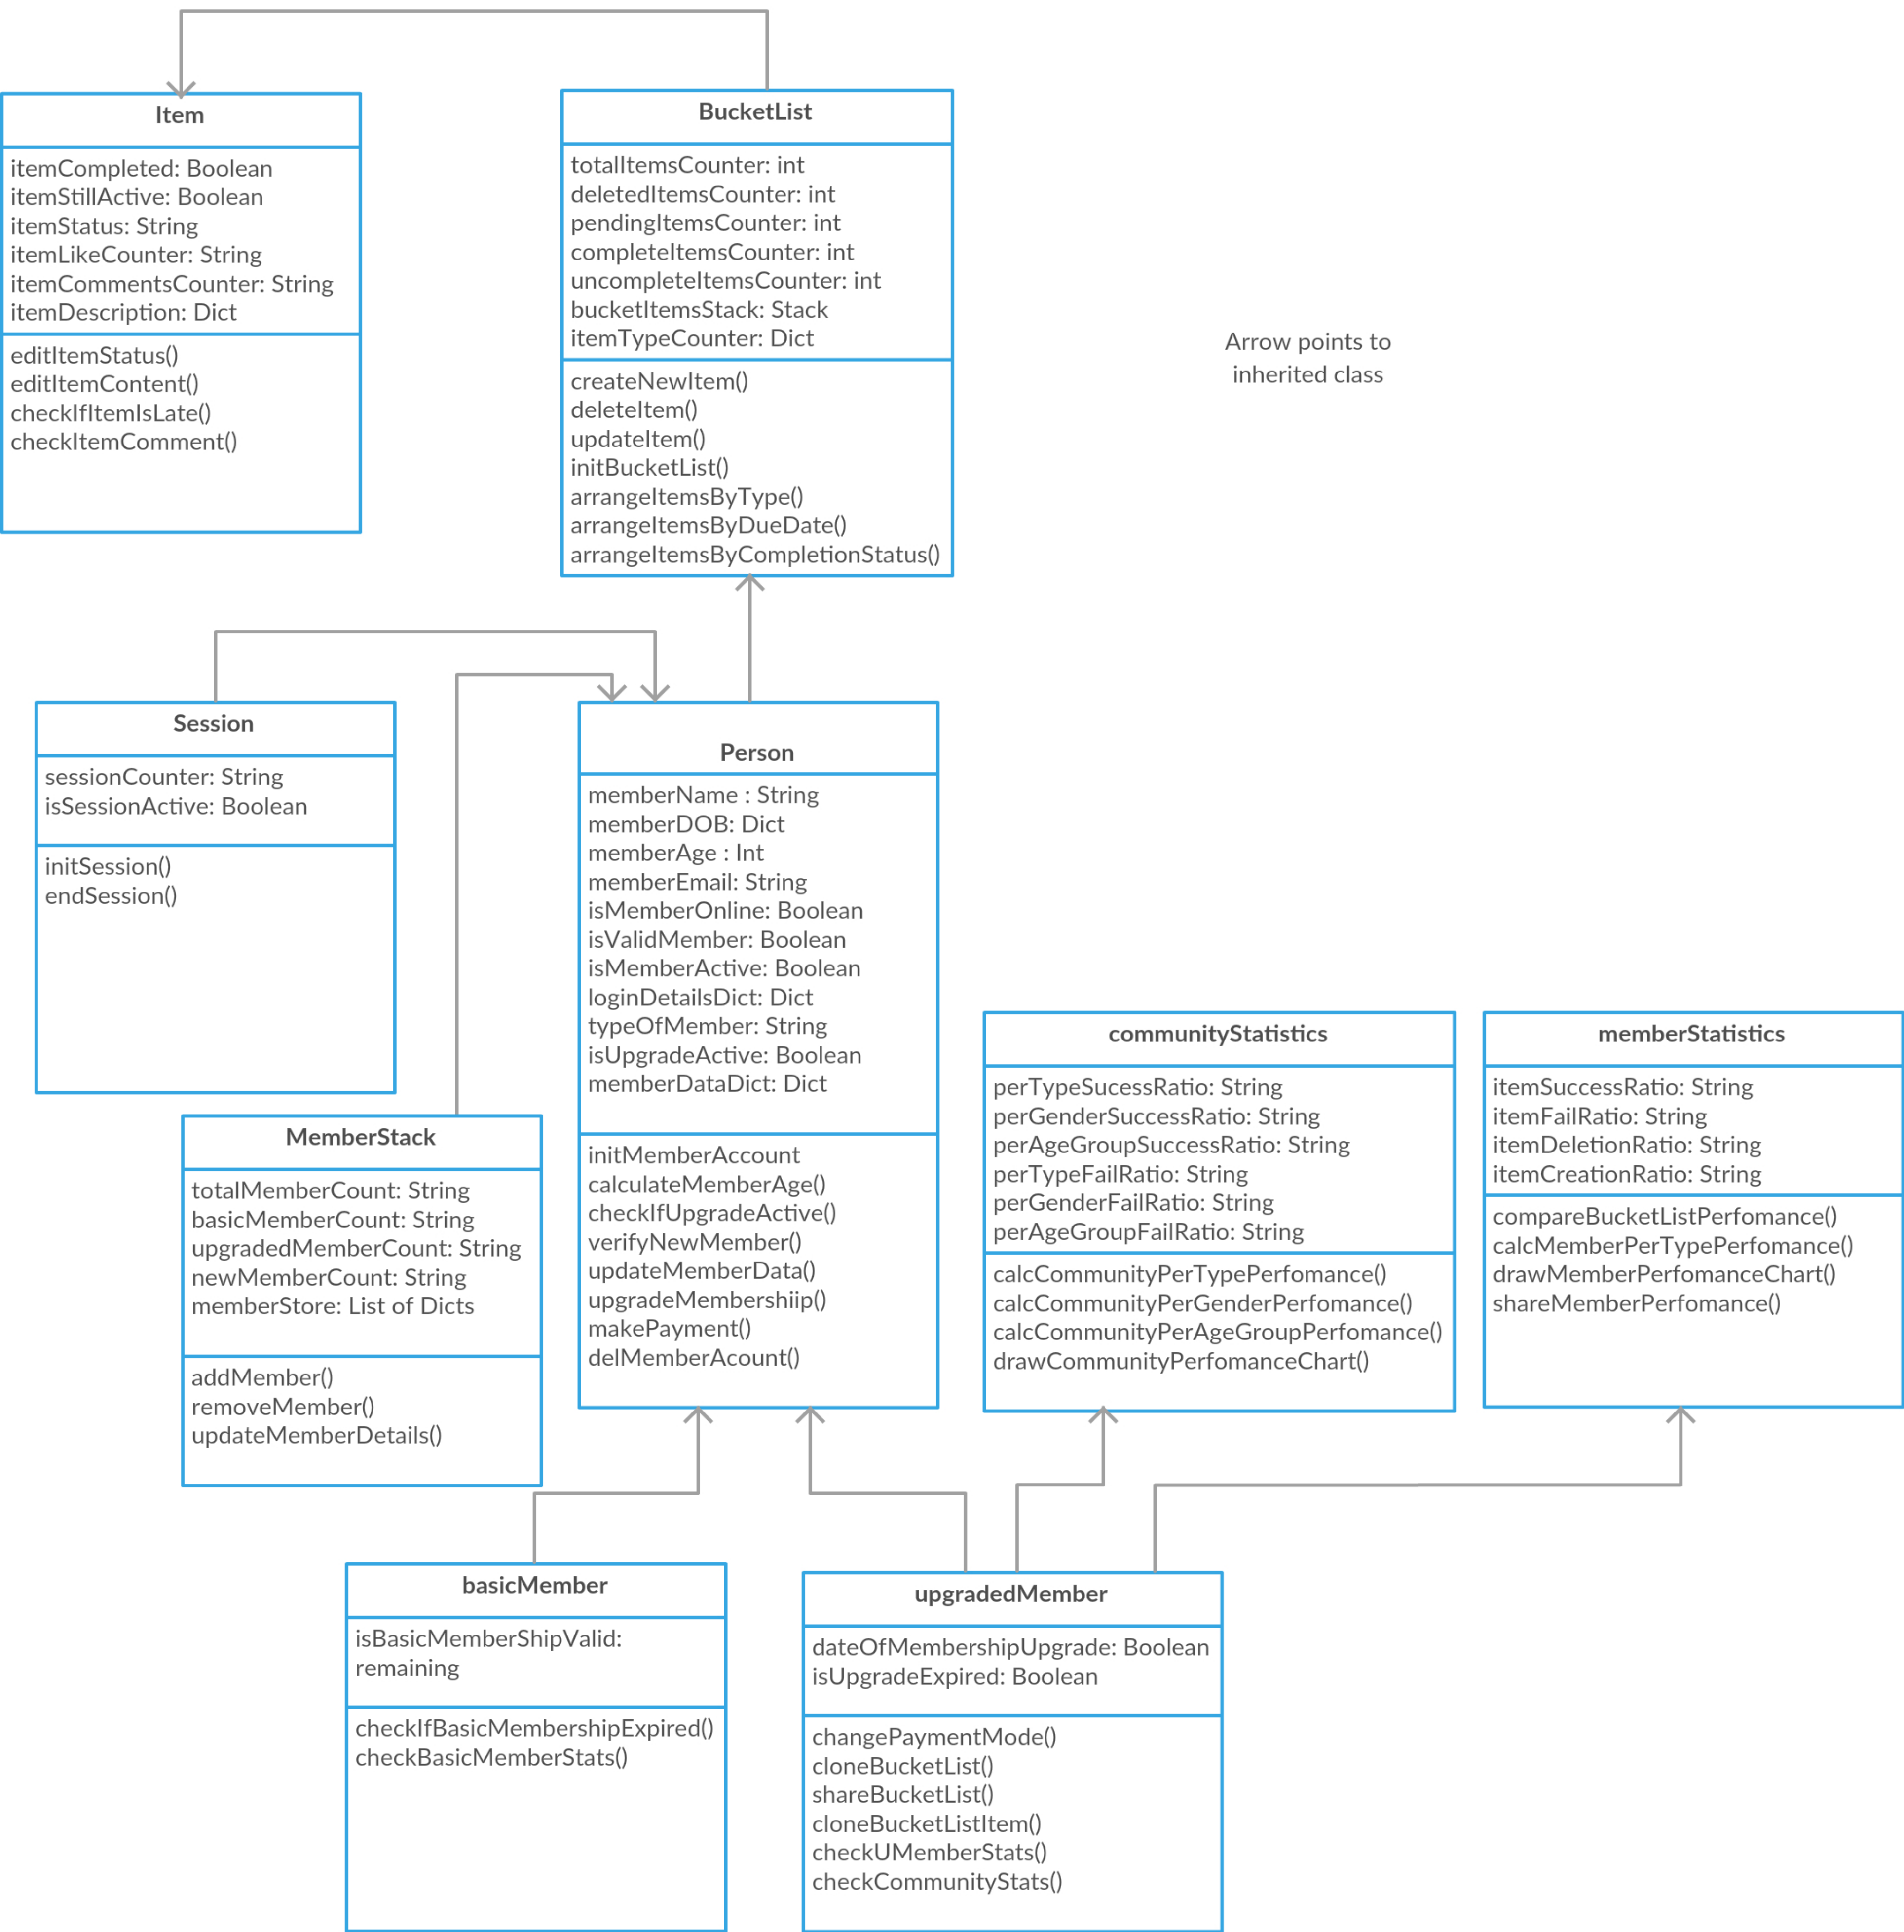 Item
itemCompleted: Boolean
itemStillActive: Boolean
itemStatus: String
itemLikeCounter: String
itemCommentsCounter: String
itemDescription: Dict
editItemStatus()
editItemContent()
checkIfItemIsLate()
checkItemComment()
BucketList
totalItemsCounter: int
deletedItemsCounter: int
pendingItemsCounter: int
completeItemsCounter: int
uncompleteItemsCounter: int
bucketItemsStack: Stack
itemTypeCounter: Dict
createNewItem()
deleteItem()
updateItem()
initBucketList()
arrangeItemsByType()
arrangeItemsByDueDate()
arrangeItemsByCompletionStatus()
Arrow points to
inherited class
Session
sessionCounter: String
isSessionActive: Boolean
initSession()
endSession()
Person
memberName : String
memberDOB: Dict
memberAge : Int
memberEmail: String
isMemberOnline: Boolean
isValidMember: Boolean
isMemberActive: Boolean
loginDetailsDict: Dict
typeOfMember: String
isUpgradeActive: Boolean
memberDataDict: Dict
initMemberAccount
calculateMemberAge()
checkIfUpgradeActive()
verifyNewMember()
updateMemberData()
upgradeMembershiip()
makePayment()
delMemberAcount()
communityStatistics
perTypeSucessRatio: String
perGenderSuccessRatio: String
perAgeGroupSuccessRatio: String
perTypeFailRatio: String
perGenderFailRatio: String
perAgeGroupFailRatio: String
calcCommunityPerTypePerfomance()
calcCommunityPerGenderPerfomance()
calcCommunityPerAgeGroupPerfomance()
drawCommunityPerfomanceChart()
memberStatistics
itemSuccessRatio: String
itemFailRatio: String
itemDeletionRatio: String
itemCreationRatio: String
compareBucketListPerfomance()
calcMemberPerTypePerfomance()
drawMemberPerfomanceChart()
shareMemberPerfomance()
MemberStack
totalMemberCount: String
basicMemberCount: String
upgradedMemberCount: String
newMemberCount: String
memberStore: List of Dicts
addMember()
removeMember()
updateMemberDetails()
basicMember
isBasicMemberShipValid:
remaining
checkIfBasicMembershipExpired()
checkBasicMemberStats()
upgradedMember
dateOfMembershipUpgrade: Boolean
isUpgradeExpired: Boolean
changePaymentMode()
cloneBucketList()
shareBucketList()
cloneBucketListItem()
checkUMemberStats()
checkCommunityStats()